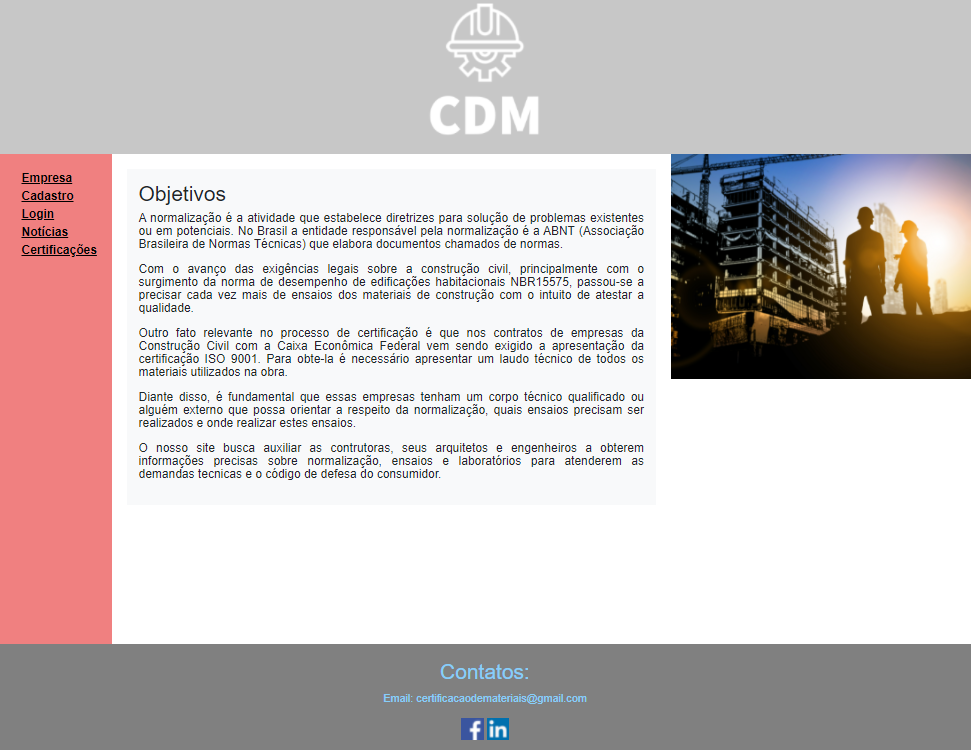 CDM
Empresa
Cadastro
Login
Notícias
Certificações
Objetivos
A normalização é a atividade que estabelece diretrizes para solução de problemas existentes
ou em potenciais. No Brasil a entidade responsável pela normalização é a ABNT (Associação
Brasileira de Normas Técnicas) que elabora documentos chamados de normas.
Com o avanço das exigências legais sobre a construção civil, principalmente com o
surgimento da norma de desempenho de edificações habitacionais NBR15575, passou-se a
precisar cada vez mais de ensaios dos materiais de construção com o intuito de atestar a
qualidade.
Outro fato relevante no processo de certificação é que nos contratos de empresas da
Construção Civil com a Caixa Econômica Federal vem sendo exigido a apresentação da
certificação ISO 9001. Para obte-la é necessário apresentar um laudo técnico de todos os
materiais utilizados na obra.
Diante disso, é fundamental que essas empresas tenham um corpo técnico qualificado ou
alguém externo que possa orientar a respeito da normalização, quais ensaios precisam ser
realizados e onde realizar estes ensaios.
O nosso site busca auxiliar as contrutoras, seus arquitetos e engenheiros a obterem
informações precisas sobre normalização, ensaios e laboratórios para atenderem as
demandas tecnicas e o código de defesa do consumidor.
Contatos:
Email: certificacaodemateriais@gmail.com
f in